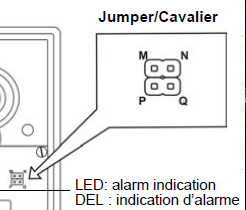 Jumper/Cavalier
M N
P Q
LED: alarm indication
DEL : indication d'alarme